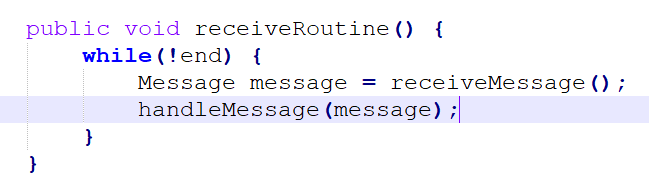 public void receiveRoutine() {
    while(!end) {
        Message message = receiveMessage();
        handleMessage(message);
    }
}